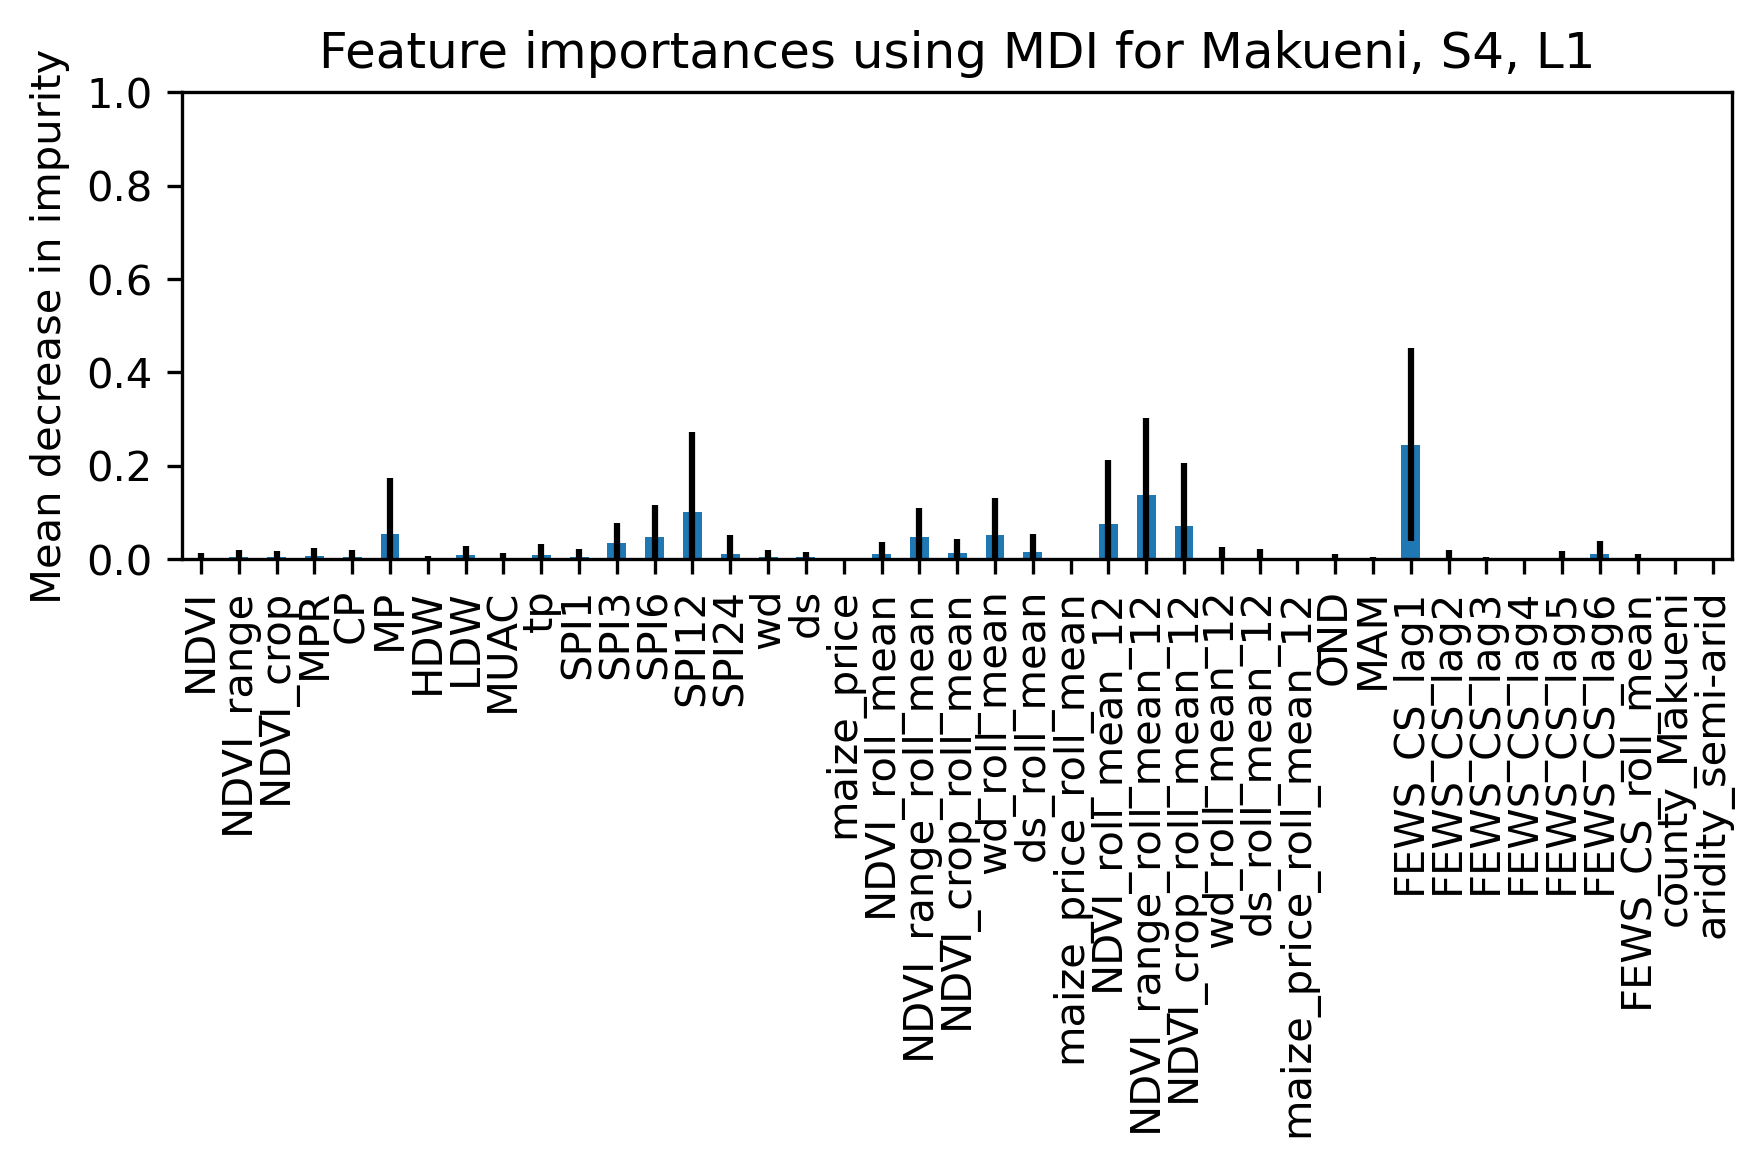 Feature importances using MDI for Makueni, S4, L1
Mean decrease in impurity
1.0
0.8
0.6
0.4
0.2
0.0
NDVI
NDVI_range
NDVI_crop
MPR
CP
MP
HDW
LDW
MUAC
tp
SPI1
SPI3
SPI6
SPI12
SPI24
wd
ds
maize_price
NDVI_roll_mean
NDVI_range_roll_mean
NDVI_crop_roll_mean
wd_roll_mean
ds_roll_mean
maize_price_roll_mean
NDVI_roll_mean_12
NDVI_range_roll_mean_12
NDVI_crop_roll_mean_12
wd_roll_mean_12
ds_roll_mean_12
maize_price_roll_mean_12
OND
MAM
FEWS_CS_lag1
FEWS_CS_lag2
FEWS_CS_lag3
FEWS_CS_lag4
FEWS_CS_lag5
FEWS_CS_lag6
FEWS_CS_roll_mean
county_Makueni
aridity_semi-arid